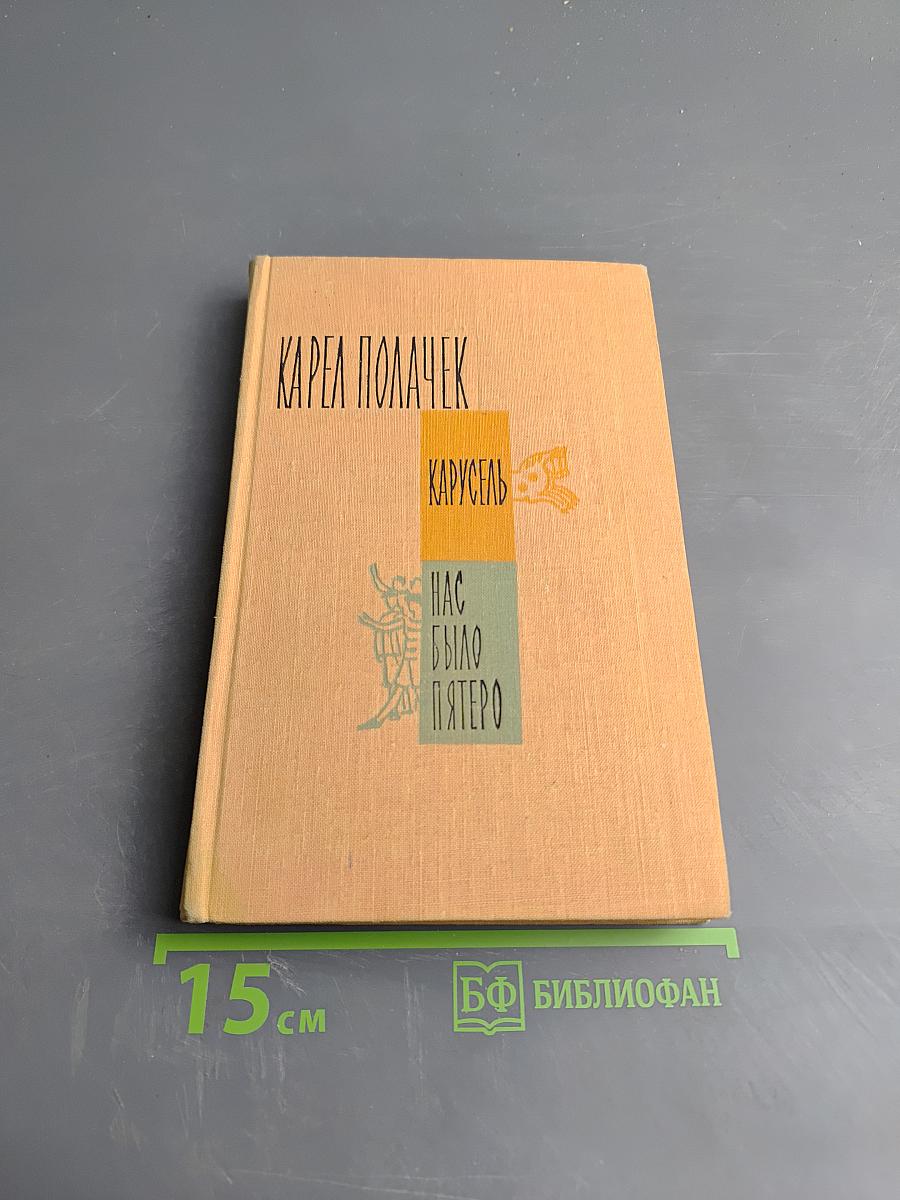 КАРЕЛ ПОЛАЧЕК
КАРУСЕЛЬ
НАС
БЫЛО
ПЯТЕРО
15 см
БФ БИБЛИОФАН